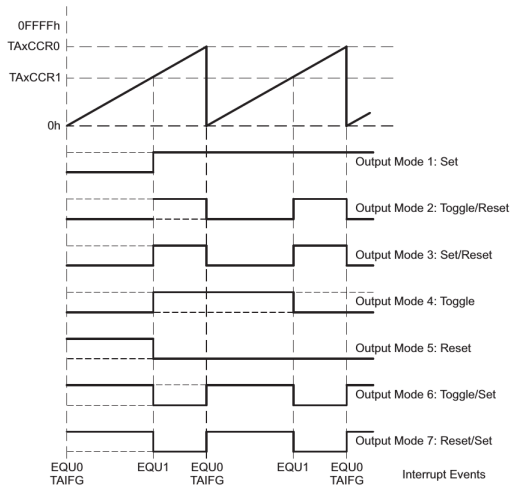 0FFFFh
TAxCCR0
TAxCCR1
0h
Output Mode 1: Set
Output Mode 2: Toggle/Reset
Output Mode 3: Set/Reset
Output Mode 4: Toggle
Output Mode 5: Reset
Output Mode 6: Toggle/Set
Output Mode 7: Reset/Set
EQU0 EQU1 EQU0 EQU1 EQU0
TAIFG TAIFG TAIFG Interrupt Events